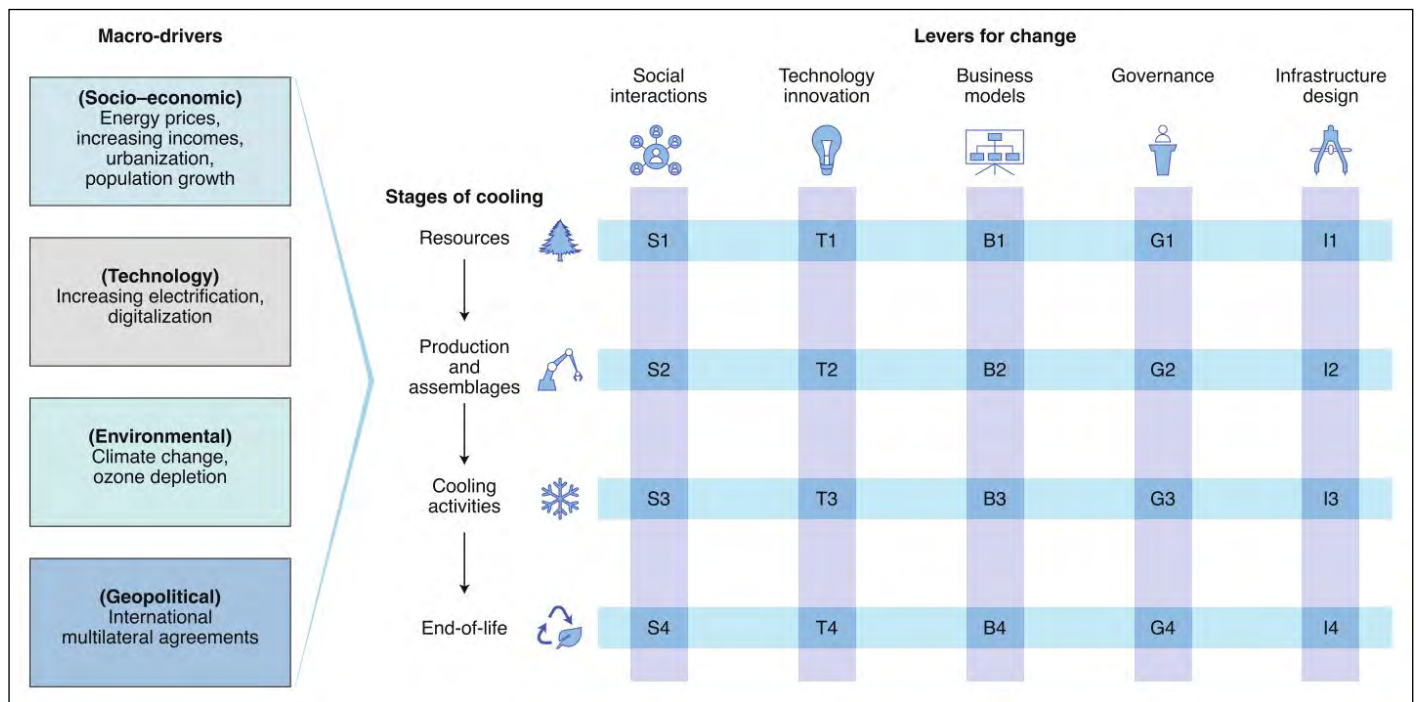 Macro-drivers
(Socio–economic)
Energy prices,
increasing incomes,
urbanization,
population growth
(Technology)
Increasing electrification,
digitalization
(Environmental)
Climate change,
ozone depletion
(Geopolitical)
International
multilateral agreements
Levers for change
Social
interactions
Technology
innovation
Business
models
Governance
Infrastructure
design
Stages of cooling
Resources
S1 T1 B1 G1 I1
Production
and
assemblages
S2 T2 B2 G2 I2
Cooling
activities
S3 T3 B3 G3 I3
End-of-life
S4 T4 B4 G4 I4